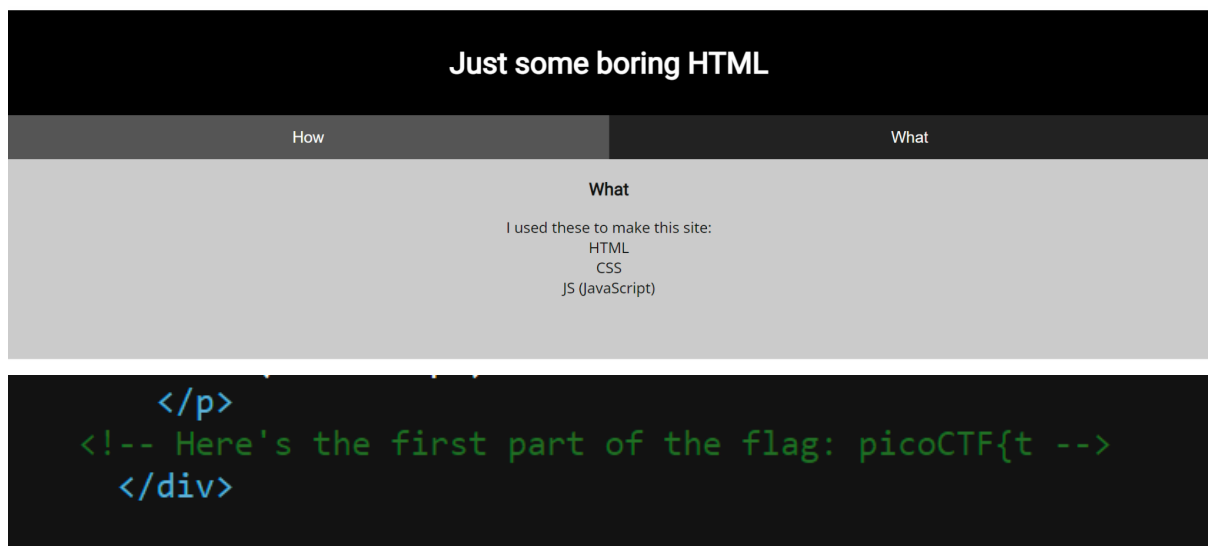 Just some boring HTML
How What
What
I used these to make this site:
HTML
CSS
JS (JavaScript)
</p>
<!-- Here's the first part of the flag: picoCTF{t -->
</div>